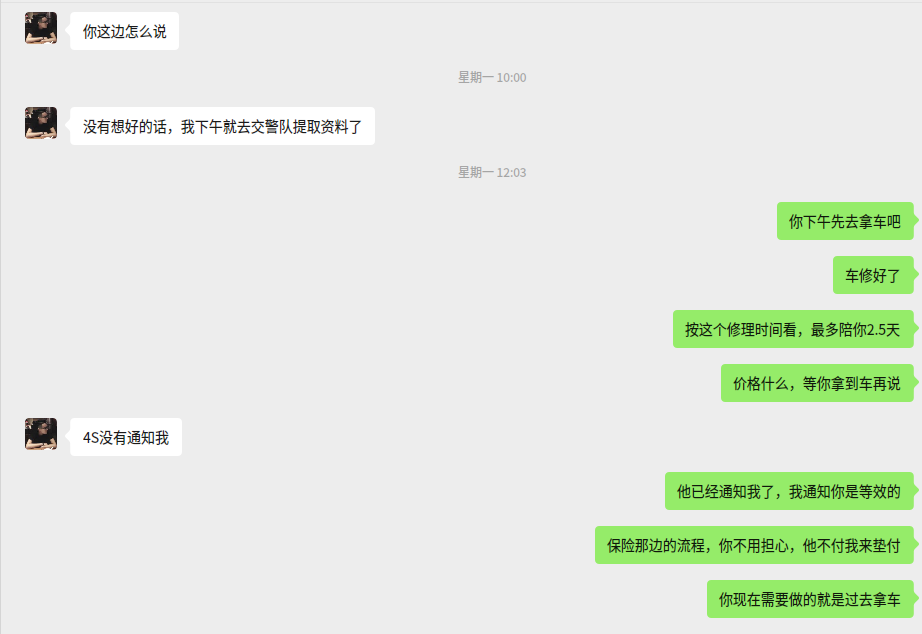 你这边怎么说
星期一 10:00
没有想好的话，我下午就去交警队提取资料了
星期一 12:03
你下午先去拿车吧
车修好了
按这个修理时间看，最多陪你2.5天
价格什么，等你拿到车再说
4S没有通知我
他已经通知我了，我通知你是等效的
保险那边的流程，你不用担心，他不付我来垫付
你现在需要做的就是过去拿车